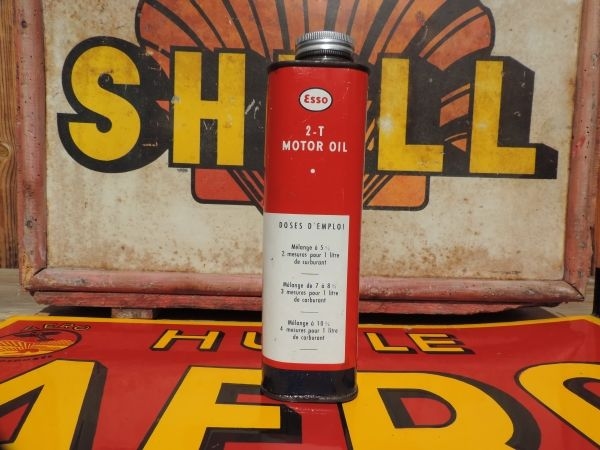 SHELL
Esso
2-T
MOTOR OIL
DOSES D'EMPLOI
Mélange à 5 %
2 mesures pour 1 litre
de carburant
Mélange de 7 à 8 %
3 mesures pour 1 litre
de carburant
Mélange à 10 %
4 mesures pour 1 litre
de carburant
AERO
HUILE
AERO